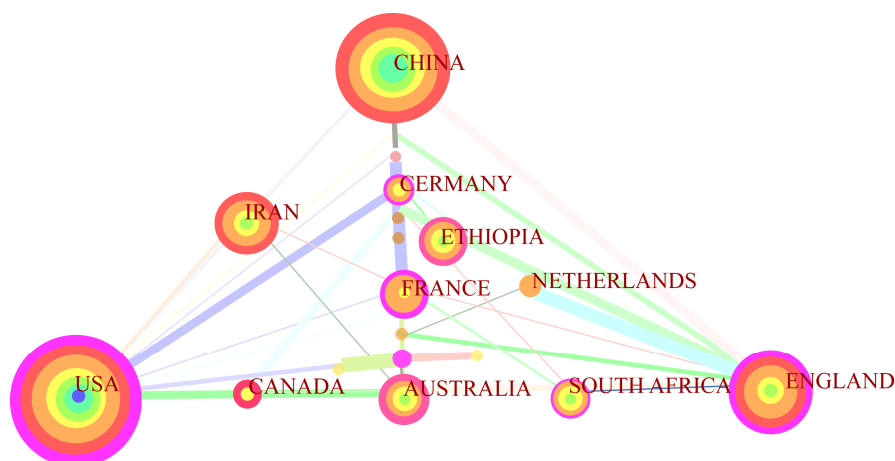 CHINA
CERMANY
IRAN
ETHIOPIA
NETHERLANDS
FRANCE
USA
CANADA
AUSTRALIA
SOUTH AFRICA
ENGLAND